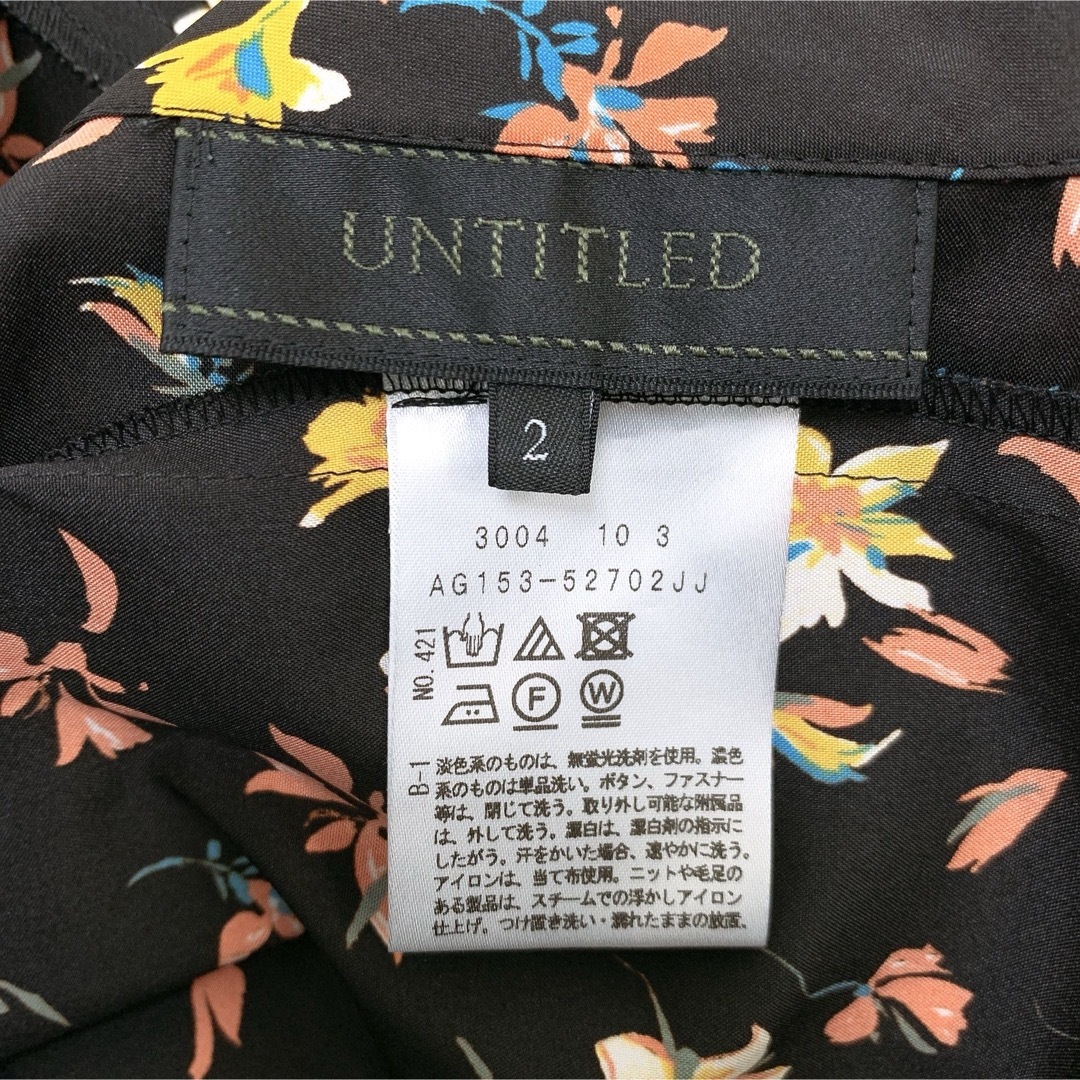 UNTITLED
2
3004 10 3
AG153-52702JJ
NO.421
F
W
B-1
淡色系のものは、無蛍光洗剤を使用。濃色
系のものは単品洗い。ボタン、ファスナー
等は、閉じて洗う。取り外し可能な附属品
は、外して洗う。漂白は、漂白剤の指示に
したがう。汗をかいた場合、速やかに洗う。
アイロンは、当て布使用。ニットや毛足の
ある製品は、スチームでの浮かしアイロン
仕上げ。つけ置き洗い・濡れたままの放置、